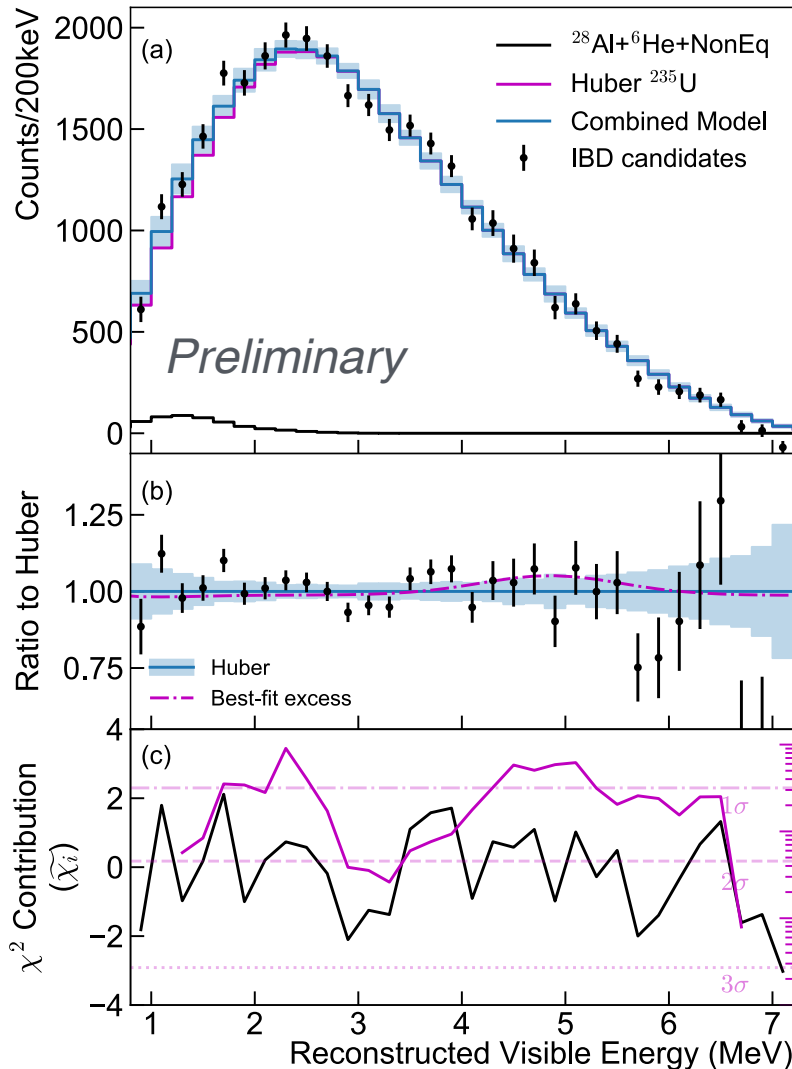 2000
1500
1000
500
0
Counts/200keV
(a)
²⁸Al+⁶He+NonEq
Huber ²³⁵U
Combined Model
IBD candidates
Preliminary
1.25
1.00
0.75
Ratio to Huber
(b)
Huber
Best-fit excess
4
2
0
−2
−4
χ² Contribution
(χ̃ᵢ)
(c)
1σ
2σ
3σ
1 2 3 4 5 6 7
Reconstructed Visible Energy (MeV)